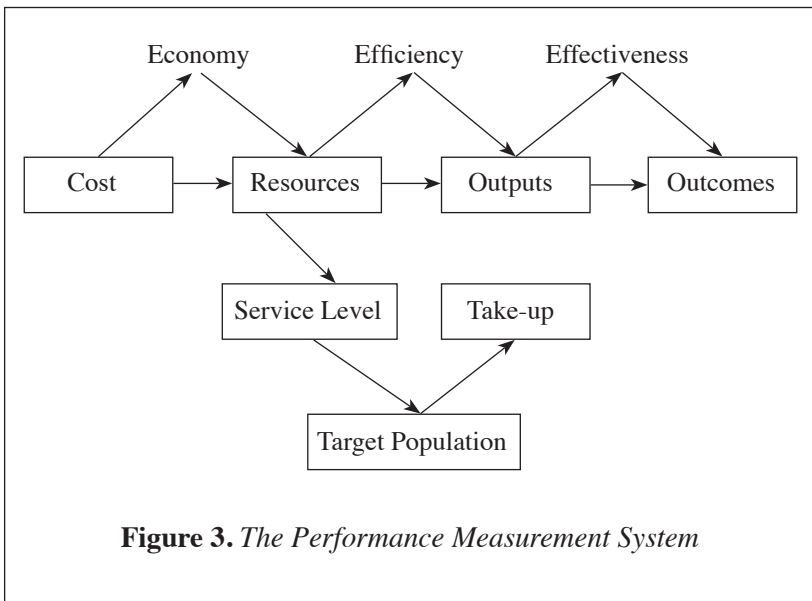 Economy Efficiency Effectiveness
Cost Resources Outputs Outcomes
Service Level Take-up
Target Population
Figure 3. The Performance Measurement System